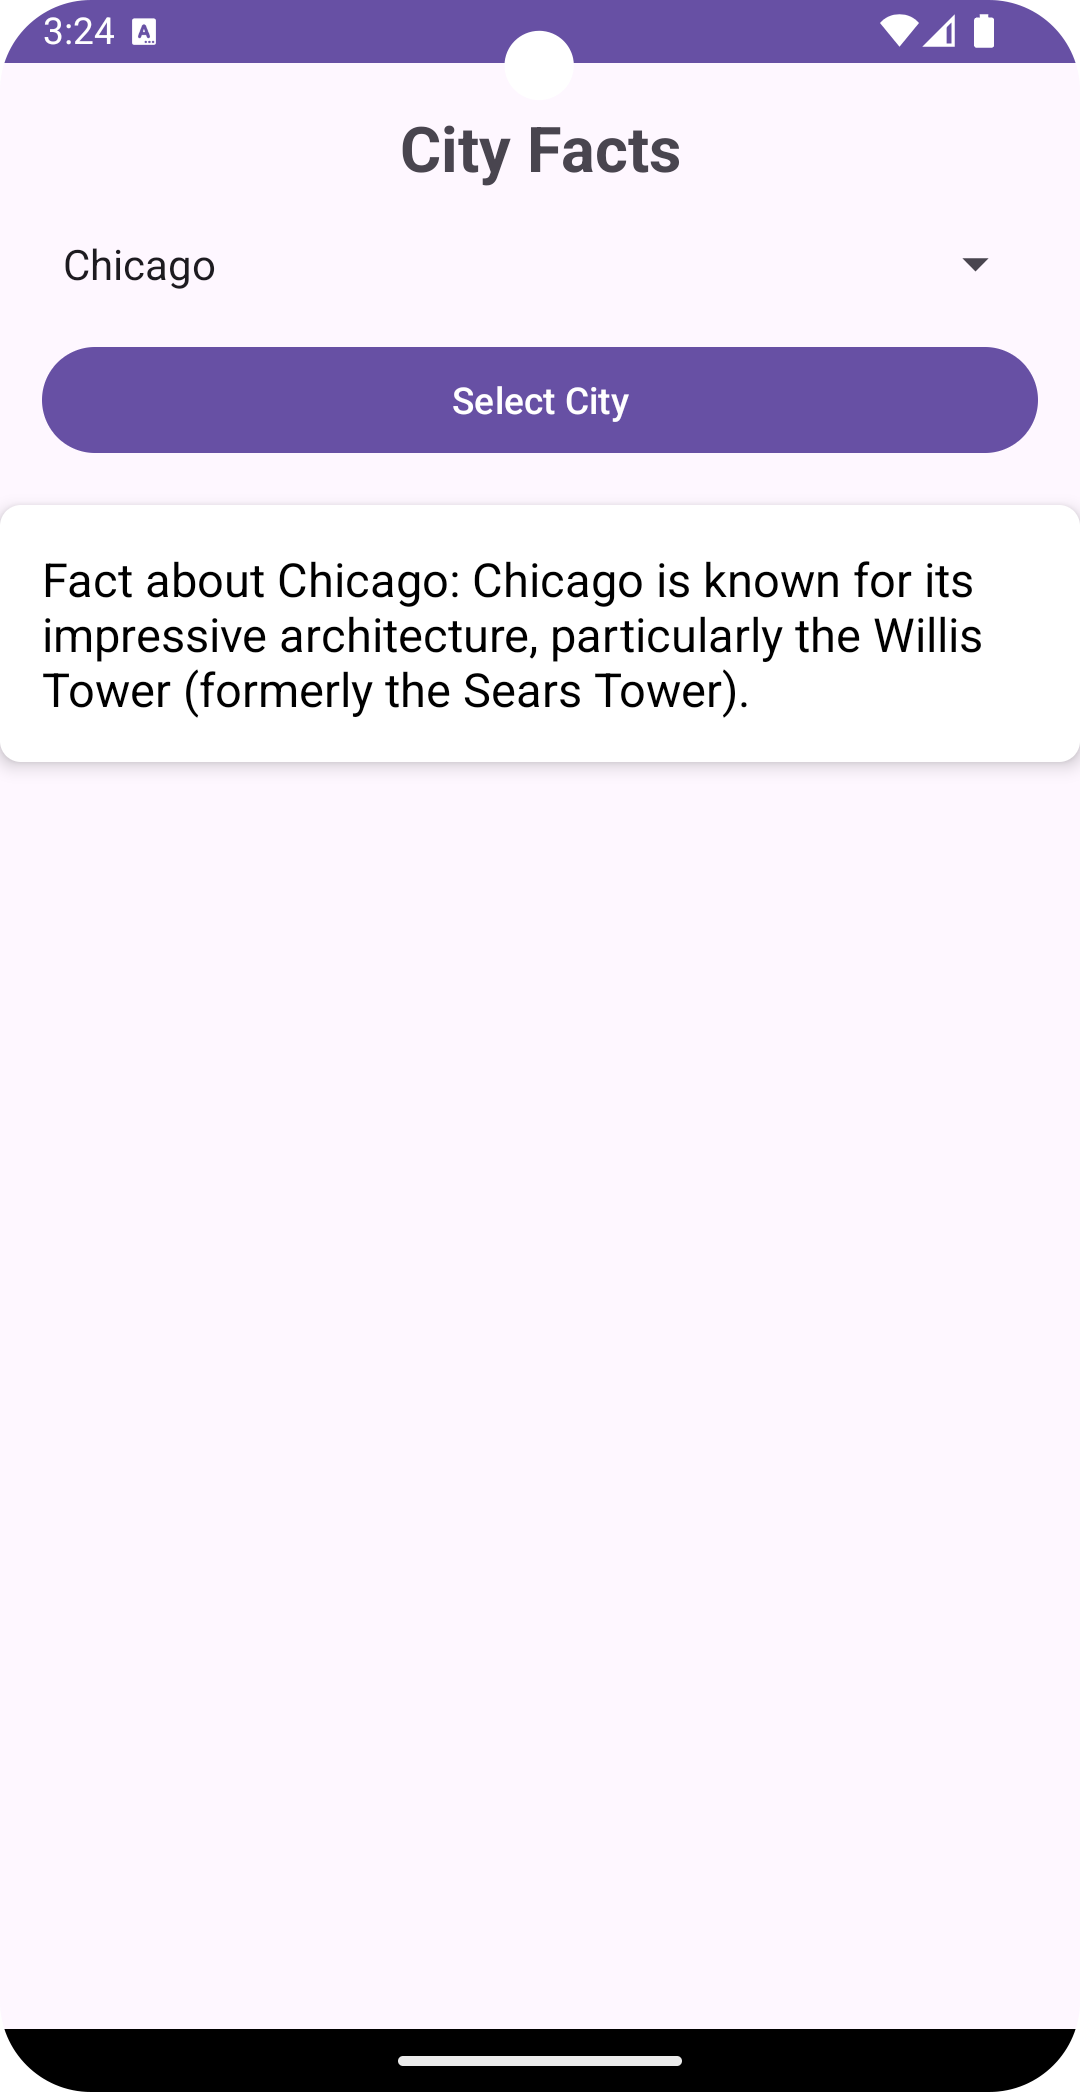 3:24
City Facts
Chicago
Select City
Fact about Chicago: Chicago is known for its
impressive architecture, particularly the Willis
Tower (formerly the Sears Tower).